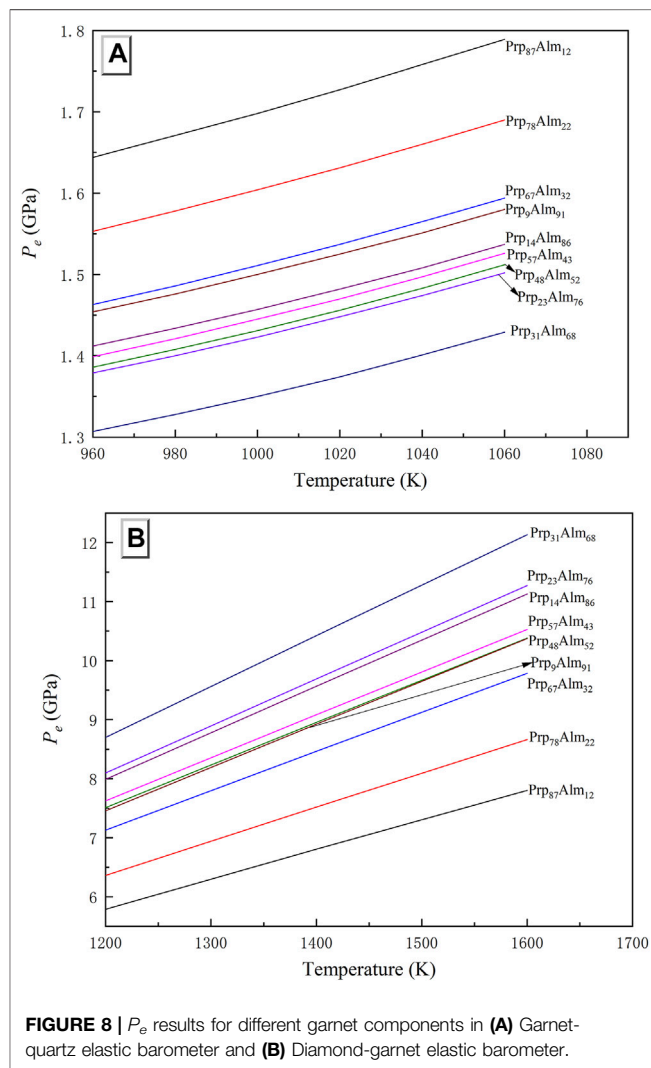 A
1.8
1.7
1.6
1.5
1.4
1.3
P_e (GPa)
Prp87Alm12
Prp78Alm22
Prp67Alm32
Prp9Alm91
Prp14Alm86
Prp57Alm43
Prp48Alm52
Prp23Alm76
Prp31Alm68
960 980 1000 1020 1040 1060 1080
Temperature (K)
B
12
11
10
9
8
7
6
P_e (GPa)
Prp31Alm68
Prp23Alm76
Prp14Alm86
Prp57Alm43
Prp48Alm52
Prp9Alm91
Prp67Alm32
Prp78Alm22
Prp87Alm12
1200 1300 1400 1500 1600 1700
Temperature (K)
FIGURE 8 | P_e results for different garnet components in (A) Garnet-
quartz elastic barometer and (B) Diamond-garnet elastic barometer.